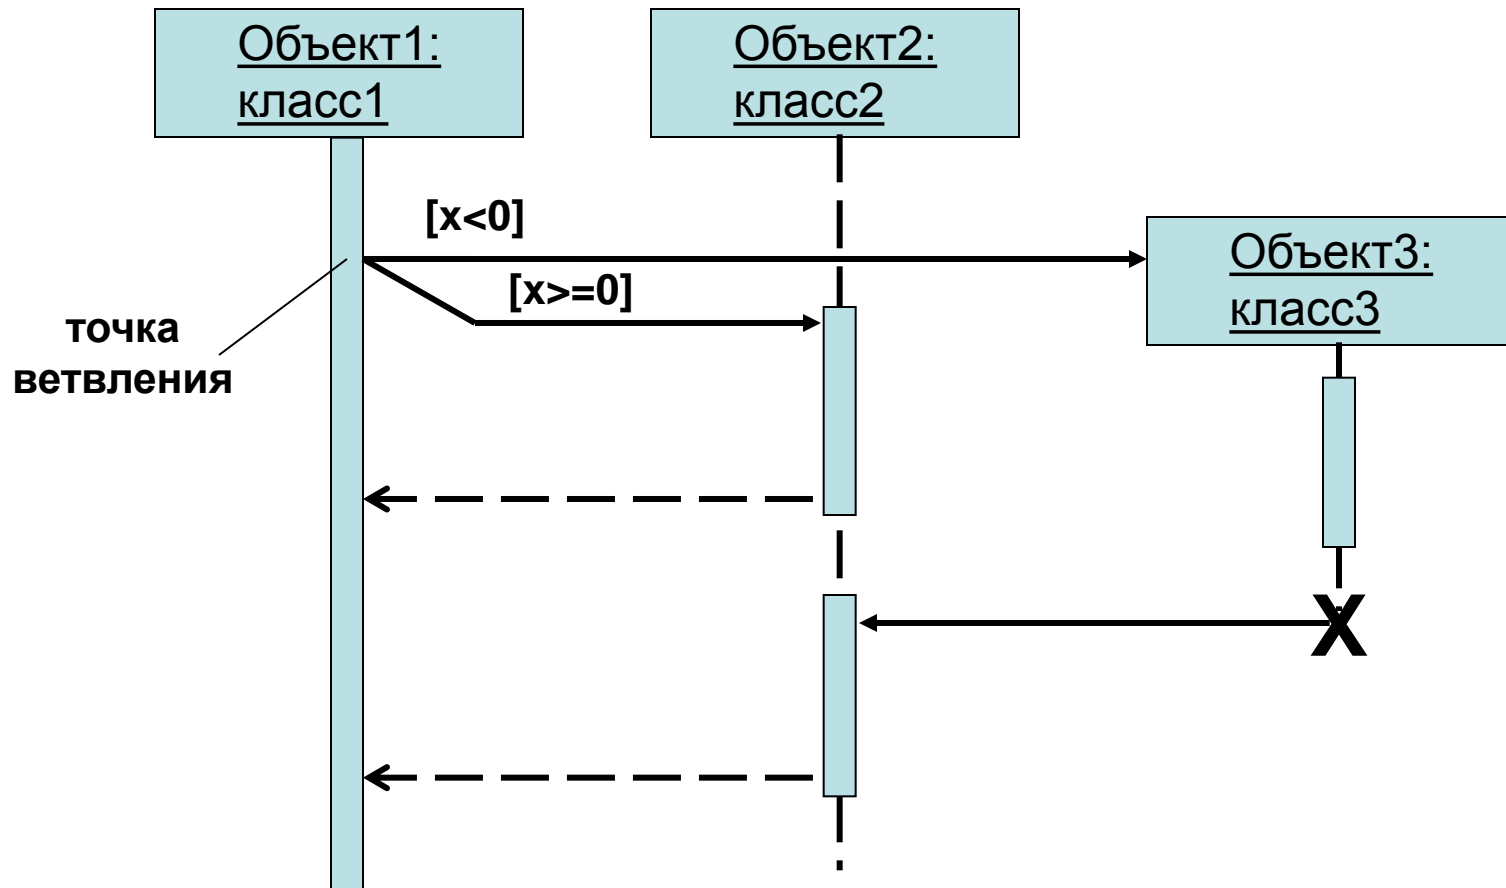 Объект1:
класс1
Объект2:
класс2
[x<0]
Объект3:
класс3
[x>=0]
точка
ветвления
X